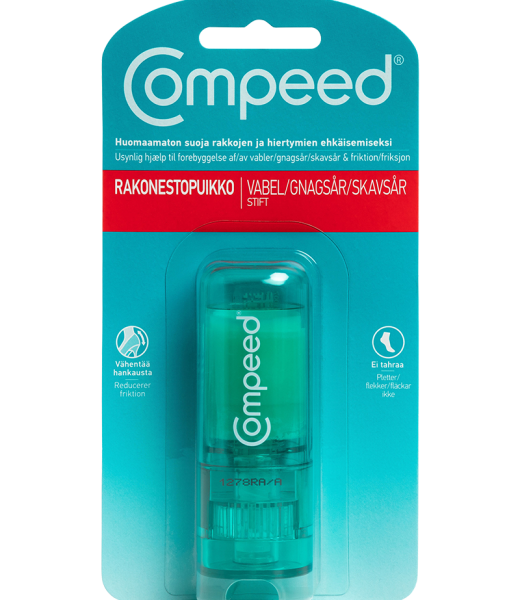 Compeed®
Huomaamaton suoja rakkojen ja hiertymien ehkäisemiseksi
Usynlig hjælp til forebyggelse af/av vabler/gnagsår/skavsår & friktion/friksjon
RAKONESTOPUIKKO
VABEL/GNAGSÅR/SKAVSÅR
STIFT
Compeed®
Vähentää
hankausta
Reducerer
friktion
Ei tahraa
Pletter/
flekker/fläckar
ikke
1278RA/A